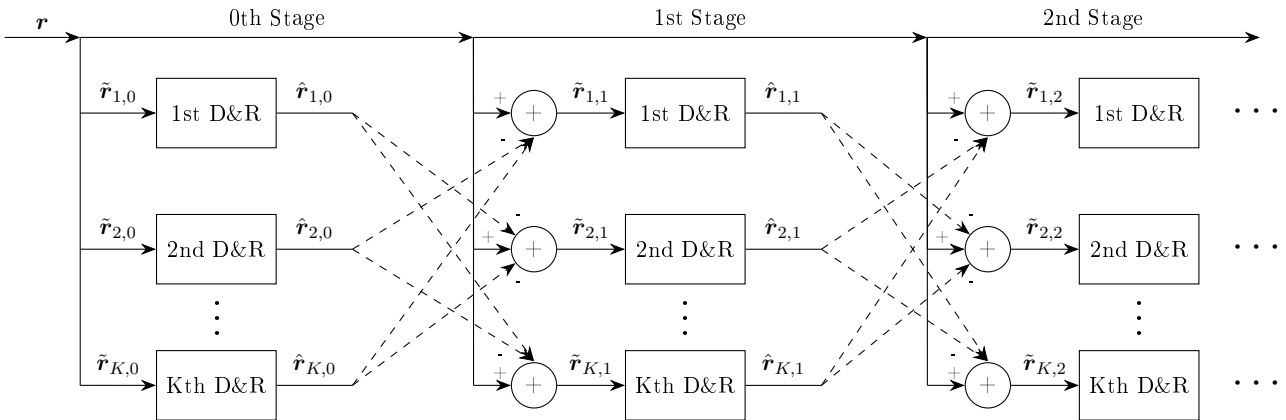 r 0th Stage 1st Stage 2nd Stage
r̃1,0 1st D&R r̂1,0 + + - r̃1,1 1st D&R r̂1,1 + + - r̃1,2 1st D&R ...
r̃2,0 2nd D&R r̂2,0 - + + - r̃2,1 2nd D&R r̂2,1 - + + - r̃2,2 2nd D&R ...
r̃K,0 Kth D&R r̂K,0 - + + r̃K,1 Kth D&R r̂K,1 - + + r̃K,2 Kth D&R ...